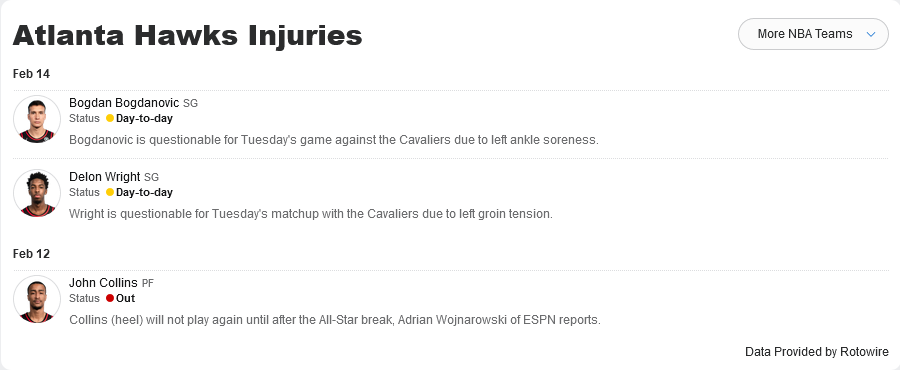 Atlanta Hawks Injuries
More NBA Teams
Feb 14
Bogdan Bogdanovic SG
Status Day-to-day
Bogdanovic is questionable for Tuesday's game against the Cavaliers due to left ankle soreness.
Delon Wright SG
Status Day-to-day
Wright is questionable for Tuesday's matchup with the Cavaliers due to left groin tension.
Feb 12
John Collins PF
Status Out
Collins (heel) will not play again until after the All-Star break, Adrian Wojnarowski of ESPN reports.
Data Provided by Rotowire